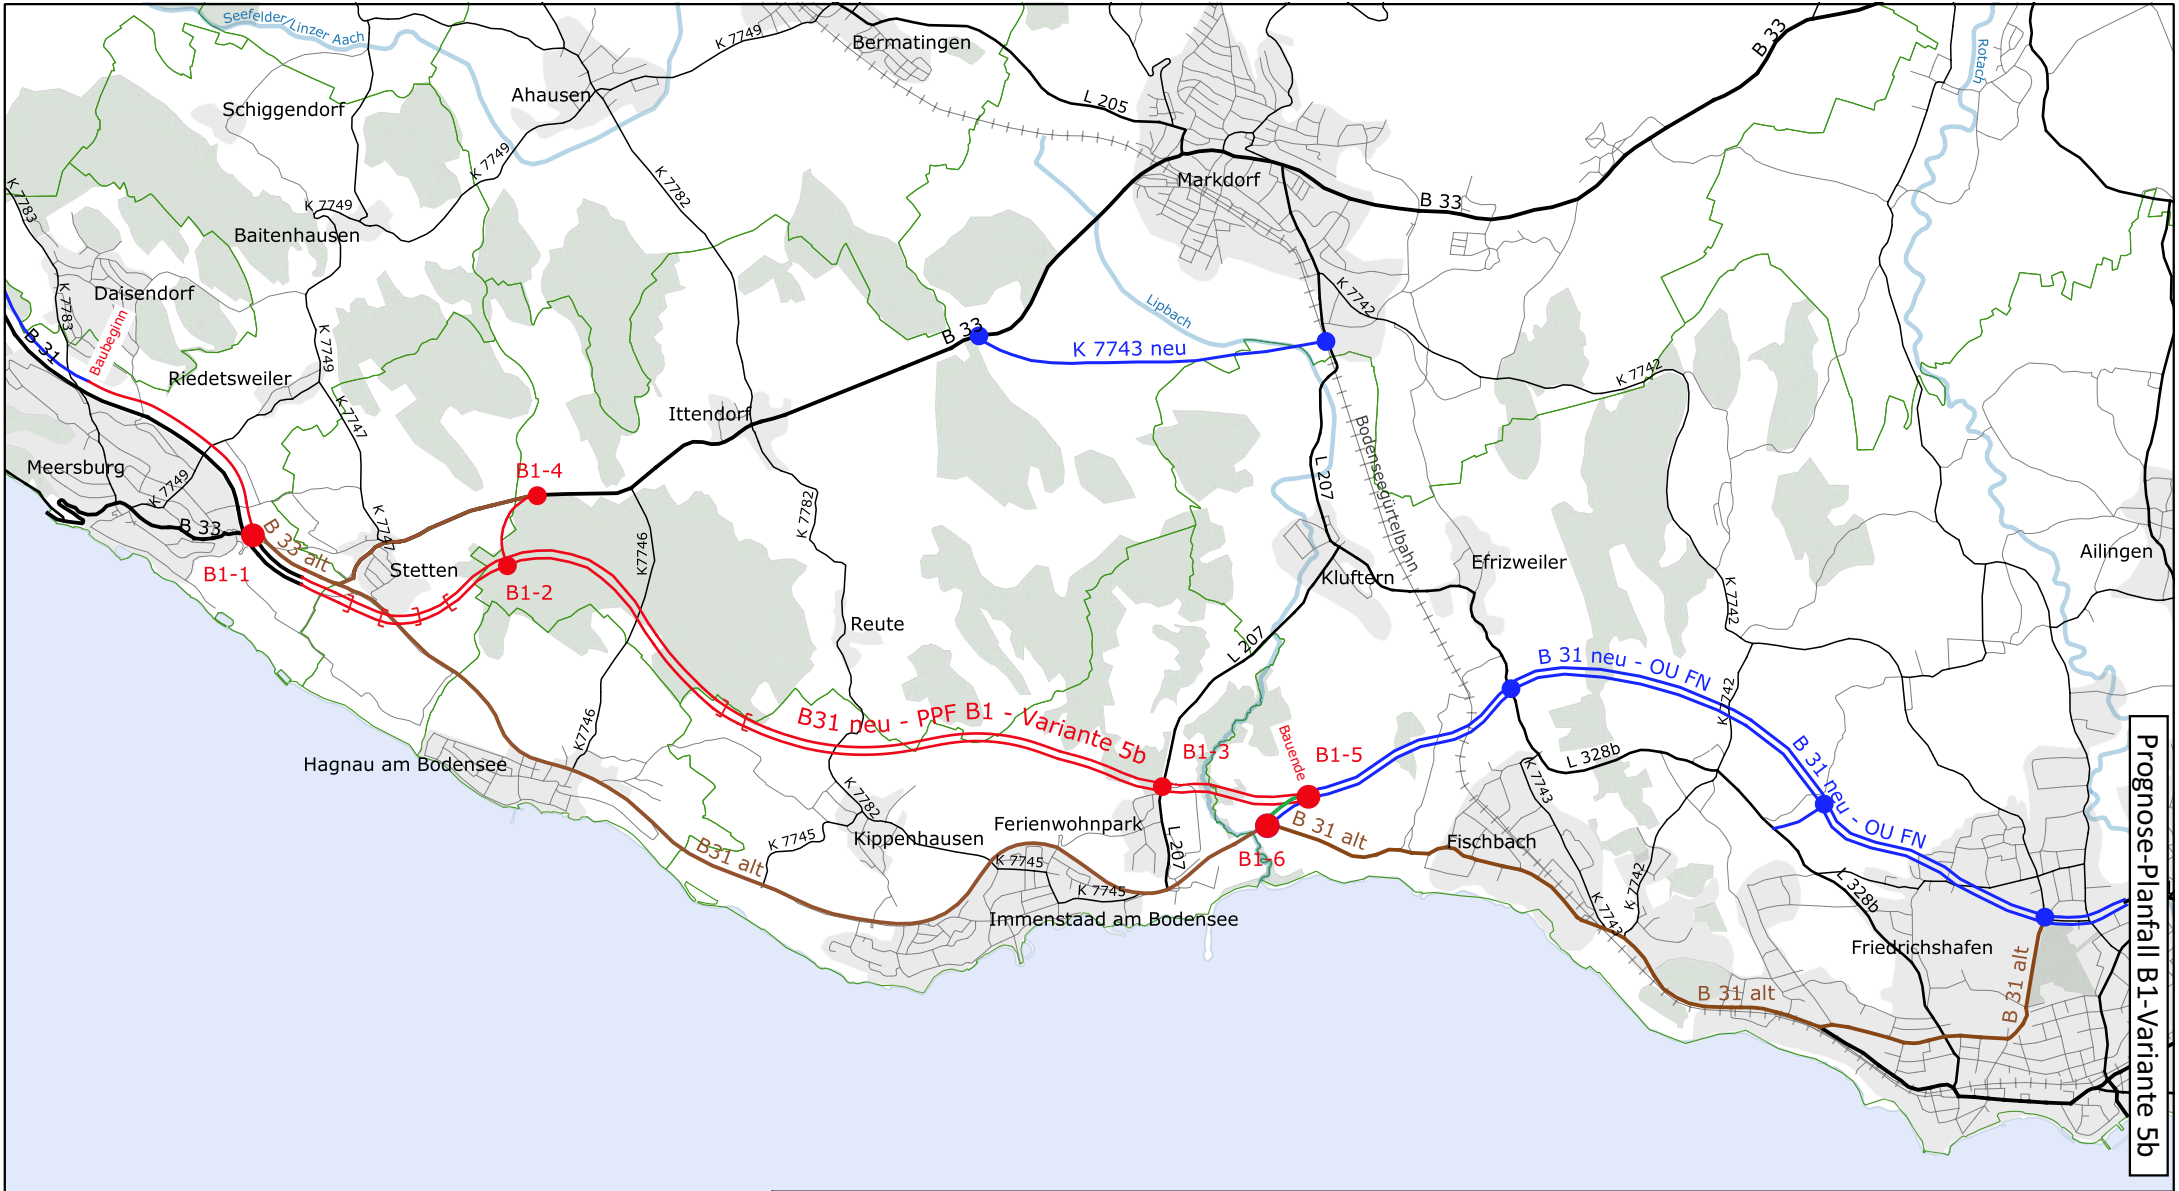 Seefelder/Linzer Aach
K 7749
Bermatingen
B 33
Rotach
Schiggendorf
Ahausen
L 205
K 7749
K 7782
Markdorf
B 33
K 7783
K 7749
Baitenhausen
Daisendorf
K 7783
Baubeginn
B 31
K 7749
Lipbach
K 7742
B 33
K 7743 neu
Riedetsweiler
K 7742
K 7747
Ittendorf
Bodenseegürtelbahn
Meersburg
K 7749
B1-4
L 207
K 7782
B 33
B 33 alt
K 7747
K7746
Ailingen
B1-1
Stetten
B1-2
Kluftern
Efrizweiler
K 7742
Reute
L 207
B 31 neu - OU FN
K 7742
K7746
B31 neu - PPF B1 - Variante 5b
Hagnau am Bodensee
B1-3
Bauende
B1-5
L 328b
K 7743
B 31 neu - OU FN
K 7782
K 7745
Kippenhausen
Ferienwohnpark
B 31 alt
Fischbach
B31 alt
K 7745
L 207
B1-6
K 7745
K 7742
L 328b
Immenstaad am Bodensee
K 7743
Friedrichshafen
B 31 alt
B 31 alt
Prognose-Planfall B1-Variante 5b